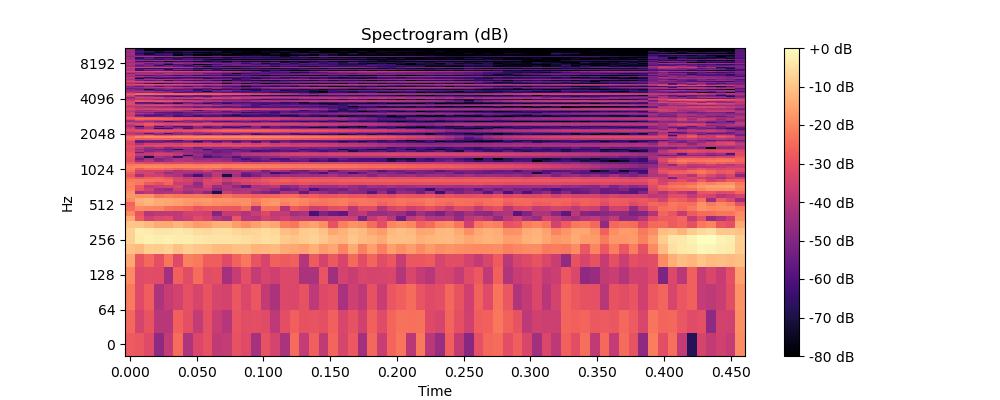 Spectrogram (dB)
Hz
8192
4096
2048
1024
512
256
128
64
0
0.000 0.050 0.100 0.150 0.200 0.250 0.300 0.350 0.400 0.450
Time
+0 dB
-10 dB
-20 dB
-30 dB
-40 dB
-50 dB
-60 dB
-70 dB
-80 dB